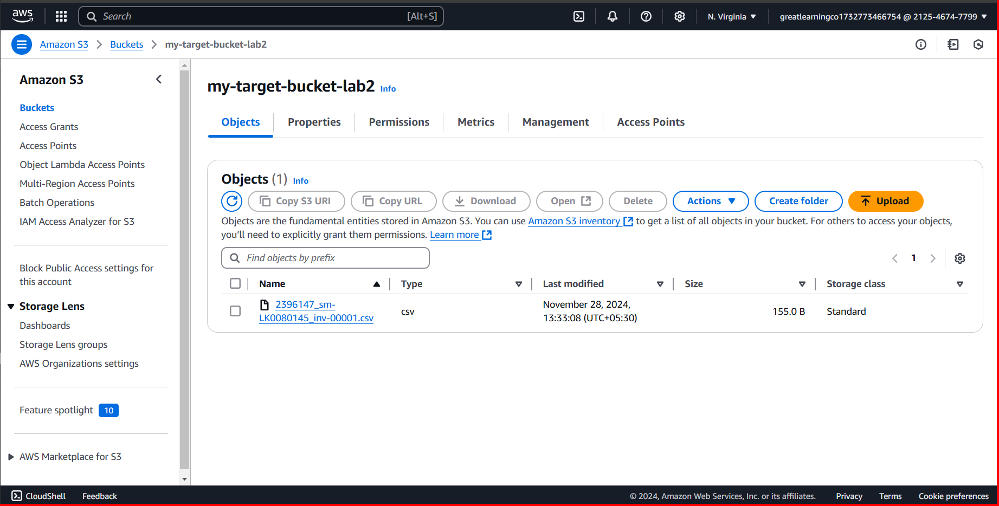 aws
Search [Alt+S]
N. Virginia
greatlearningco1732773466754 @ 2125-4674-7799
Amazon S3
Buckets
my-target-bucket-lab2
Amazon S3
Buckets
Access Grants
Access Points
Object Lambda Access Points
Multi-Region Access Points
Batch Operations
IAM Access Analyzer for S3
Block Public Access settings for
this account
Storage Lens
Dashboards
Storage Lens groups
AWS Organizations settings
Feature spotlight 10
AWS Marketplace for S3
my-target-bucket-lab2 Info
Objects Properties Permissions Metrics Management Access Points
Objects (1) Info
Copy S3 URI Copy URL Download Open Delete Actions Create folder Upload
Objects are the fundamental entities stored in Amazon S3. You can use Amazon S3 inventory to get a list of all objects in your bucket. For others to access your objects,
you'll need to explicitly grant them permissions. Learn more
Find objects by prefix
1
Name Type Last modified Size Storage class
2396147_sm-
LK0080145_inv-00001.csv
csv
November 28, 2024,
13:33:08 (UTC+05:30)
155.0 B
Standard
CloudShell Feedback
© 2024, Amazon Web Services, Inc. or its affiliates. Privacy Terms Cookie preferences